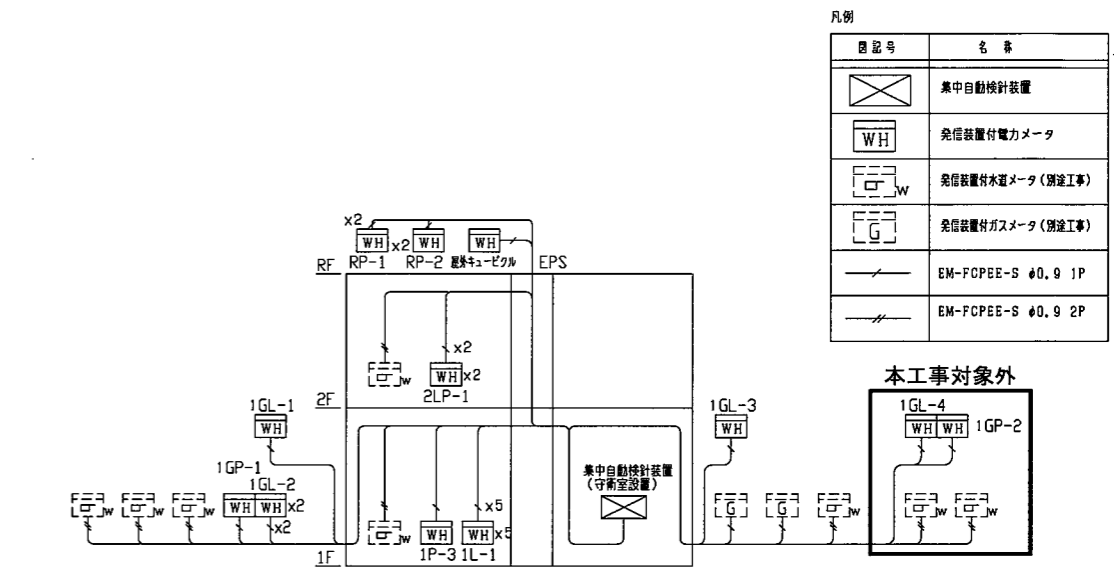 凡例
図記号 名称
集中自動検針装置
WH 発信装置付電力メータ
W 発信装置付水道メータ(別途工事)
G 発信装置付ガスメータ(別途工事)
EM-FCPEE-S φ0.9 1P
EM-FCPEE-S φ0.9 2P
x2
WH x2 WH WH
RP-1 RP-2 屋外キュービクル
RF EPS
x2
W WH x2
2LP-1
2F
本工事対象外
1GL-1
WH
1GL-3
WH
1GL-4
WH WH 1GP-2
1GP-1
1GL-2
W W W WH WH x2
x2
集中自動検針装置
(守衛室設置)
x5
W WH WH x5
1P-3 1L-1
G G W W W
1F